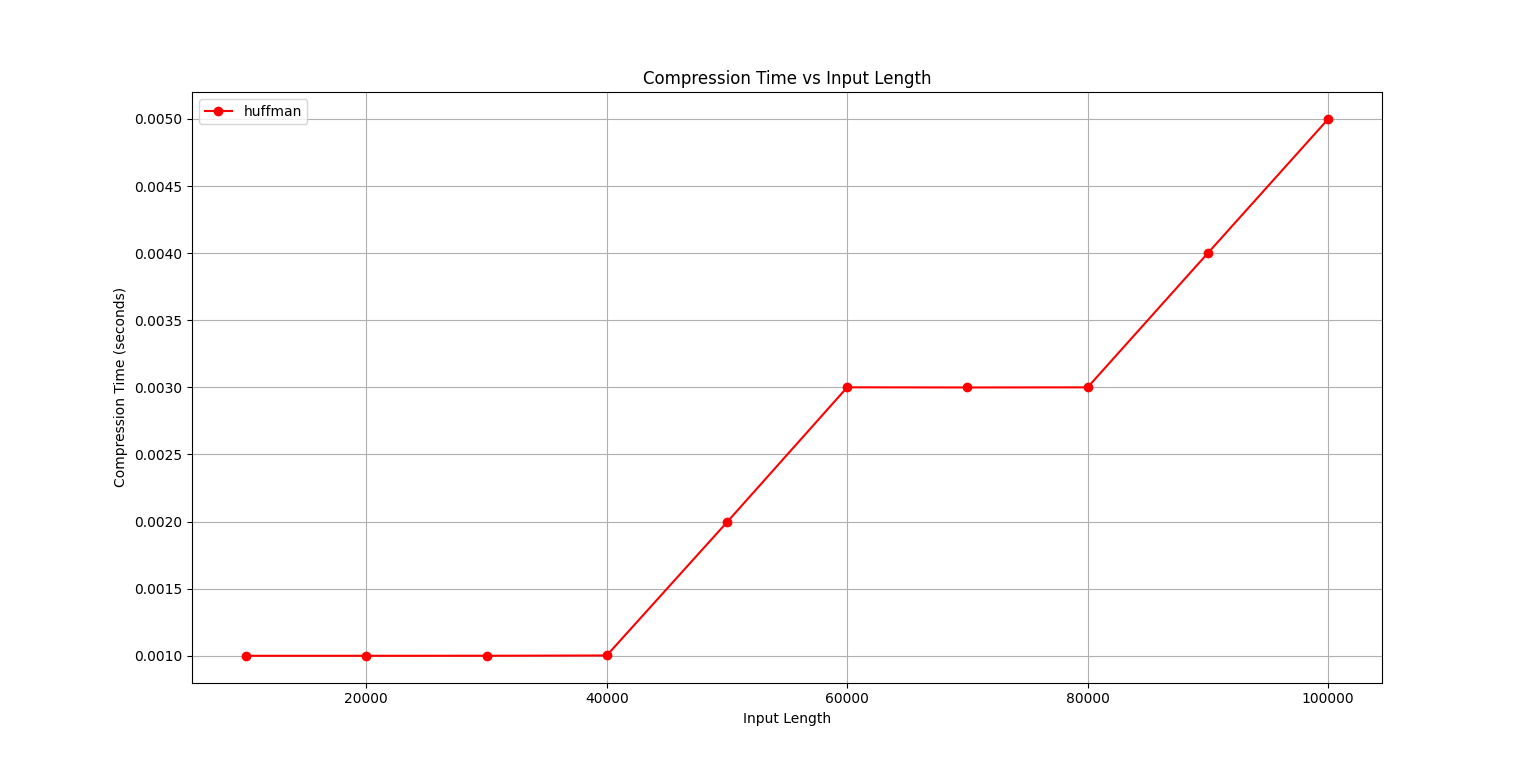 Compression Time vs Input Length
huffman
0.0050
0.0045
0.0040
0.0035
0.0030
0.0025
0.0020
0.0015
0.0010
Compression Time (seconds)
20000 40000 60000 80000 100000
Input Length